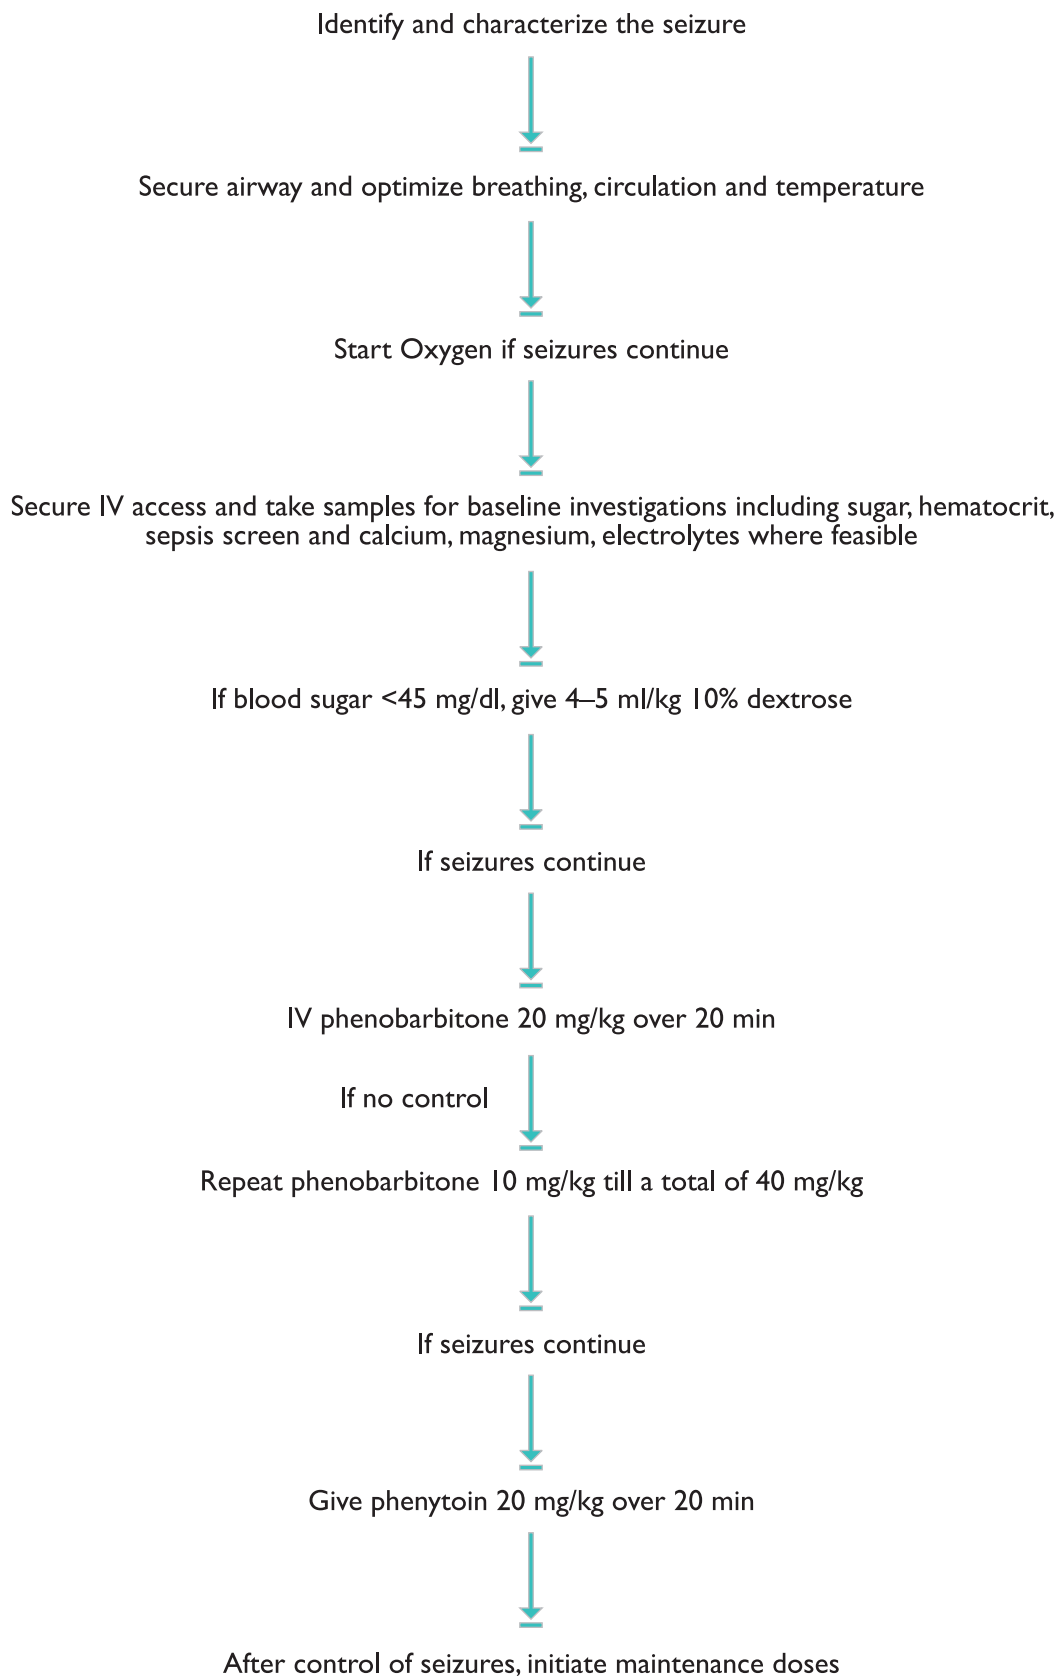 Identify and characterize the seizure
Secure airway and optimize breathing, circulation and temperature
Start Oxygen if seizures continue
Secure IV access and take samples for baseline investigations including sugar, hematocrit,
sepsis screen and calcium, magnesium, electrolytes where feasible
If blood sugar <45 mg/dl, give 4–5 ml/kg 10% dextrose
If seizures continue
IV phenobarbitone 20 mg/kg over 20 min
If no control
Repeat phenobarbitone 10 mg/kg till a total of 40 mg/kg
If seizures continue
Give phenytoin 20 mg/kg over 20 min
After control of seizures, initiate maintenance doses